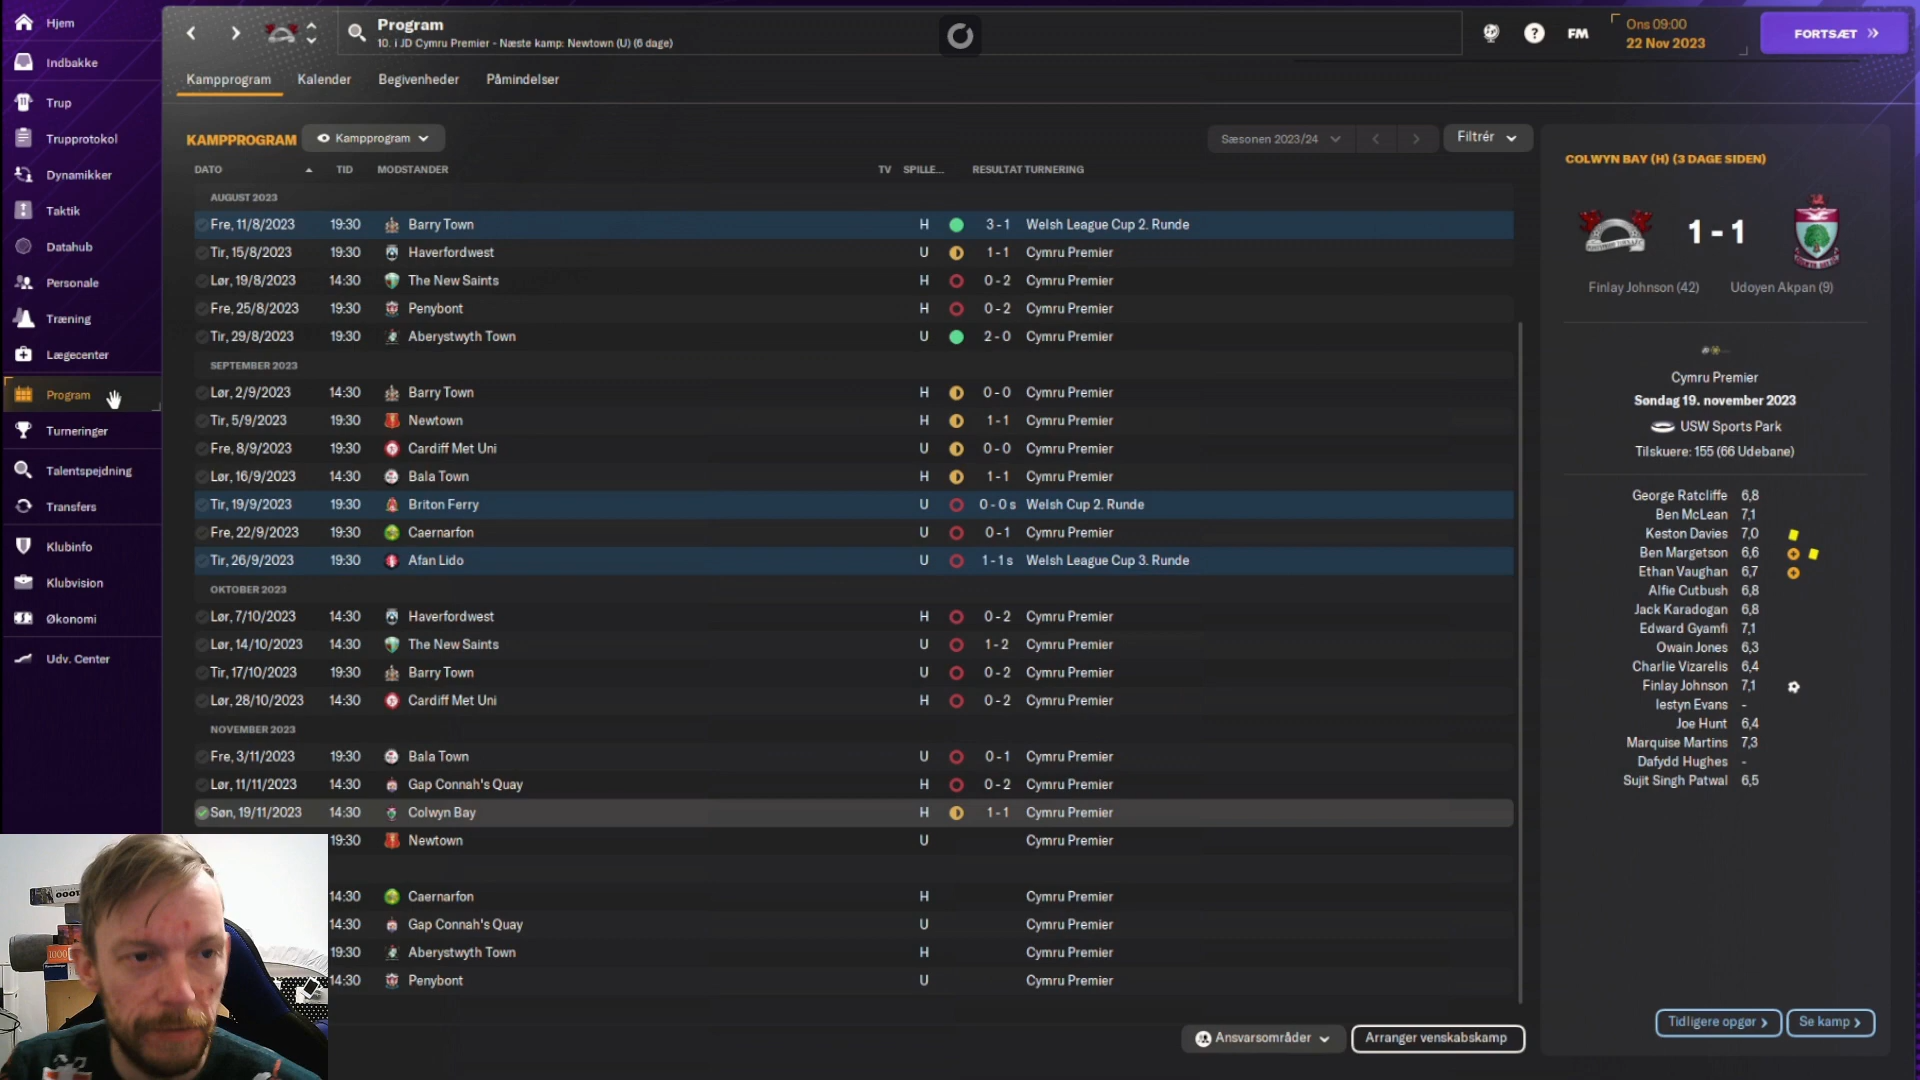 Hjem
Indbakke
Trup
Trupprotokol
Dynamikker
Taktik
Datahub
Personale
Træning
Lægecenter
Program
Turneringer
Talentspejdning
Transfers
Klubinfo
Klubvision
Økonomi
Udv. Center
Program
10. i JD Cymru Premier - Næste kamp: Newtown (U) (6 dage)
FM
Ons 09:00
22 Nov 2023
FORTSÆT
Kampprogram Kalender Begivenheder Påmindelser
KAMPPROGRAM Kampprogram Sæsonen 2023/24 Filtrér
DATO TID MODSTANDER TV SPILLE... RESULTAT TURNERING
AUGUST 2023
Fre, 11/8/2023 19:30 Barry Town H 3 - 1 Welsh League Cup 2. Runde
Tir, 15/8/2023 19:30 Haverfordwest U 1 - 1 Cymru Premier
Lør, 19/8/2023 14:30 The New Saints H 0 - 2 Cymru Premier
Fre, 25/8/2023 19:30 Penybont H 0 - 2 Cymru Premier
Tir, 29/8/2023 19:30 Aberystwyth Town U 2 - 0 Cymru Premier
SEPTEMBER 2023
Lør, 2/9/2023 14:30 Barry Town H 0 - 0 Cymru Premier
Tir, 5/9/2023 19:30 Newtown H 1 - 1 Cymru Premier
Fre, 8/9/2023 19:30 Cardiff Met Uni U 0 - 0 Cymru Premier
Lør, 16/9/2023 14:30 Bala Town H 1 - 1 Cymru Premier
Tir, 19/9/2023 19:30 Briton Ferry U 0 - 0 s Welsh Cup 2. Runde
Fre, 22/9/2023 19:30 Caernarfon U 0 - 1 Cymru Premier
Tir, 26/9/2023 19:30 Afan Lido U 1 - 1 s Welsh League Cup 3. Runde
OKTOBER 2023
Lør, 7/10/2023 14:30 Haverfordwest H 0 - 2 Cymru Premier
Lør, 14/10/2023 14:30 The New Saints U 1 - 2 Cymru Premier
Tir, 17/10/2023 19:30 Barry Town U 0 - 2 Cymru Premier
Lør, 28/10/2023 14:30 Cardiff Met Uni H 0 - 2 Cymru Premier
NOVEMBER 2023
Fre, 3/11/2023 19:30 Bala Town U 0 - 1 Cymru Premier
Lør, 11/11/2023 14:30 Gap Connah's Quay H 0 - 2 Cymru Premier
Søn, 19/11/2023 14:30 Colwyn Bay H 1 - 1 Cymru Premier
19:30 Newtown U Cymru Premier
14:30 Caernarfon H Cymru Premier
14:30 Gap Connah's Quay U Cymru Premier
19:30 Aberystwyth Town H Cymru Premier
14:30 Penybont U Cymru Premier
Ansvarsområder Arranger venskabskamp
COLWYN BAY (H) (3 DAGE SIDEN)
1 - 1
Finlay Johnson (42) Udoyen Akpan (9)
Cymru Premier
Søndag 19. november 2023
USW Sports Park
Tilskuere: 155 (66 Udebane)
George Ratcliffe 6,8
Ben McLean 7,1
Keston Davies 7,0
Ben Margetson 6,6
Ethan Vaughan 6,7
Alfie Cutbush 6,8
Jack Karadogan 6,8
Edward Gyamfi 7,1
Owain Jones 6,3
Charlie Vizarelis 6,4
Finlay Johnson 7,1
Iestyn Evans -
Joe Hunt 6,4
Marquise Martins 7,3
Dafydd Hughes -
Sujit Singh Patwal 6,5
Tidligere opgør Se kamp